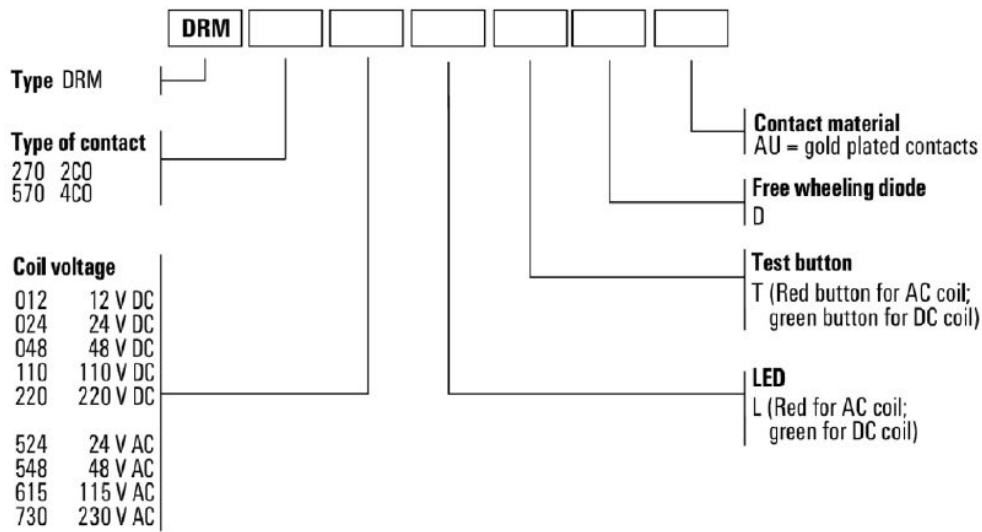 DRM
Type DRM
Type of contact
270 2CO
570 4CO
Coil voltage
012 12 V DC
024 24 V DC
048 48 V DC
110 110 V DC
220 220 V DC
524 24 V AC
548 48 V AC
615 115 V AC
730 230 V AC
Contact material
AU = gold plated contacts
Free wheeling diode
D
Test button
T (Red button for AC coil;
green button for DC coil)
LED
L (Red for AC coil;
green for DC coil)